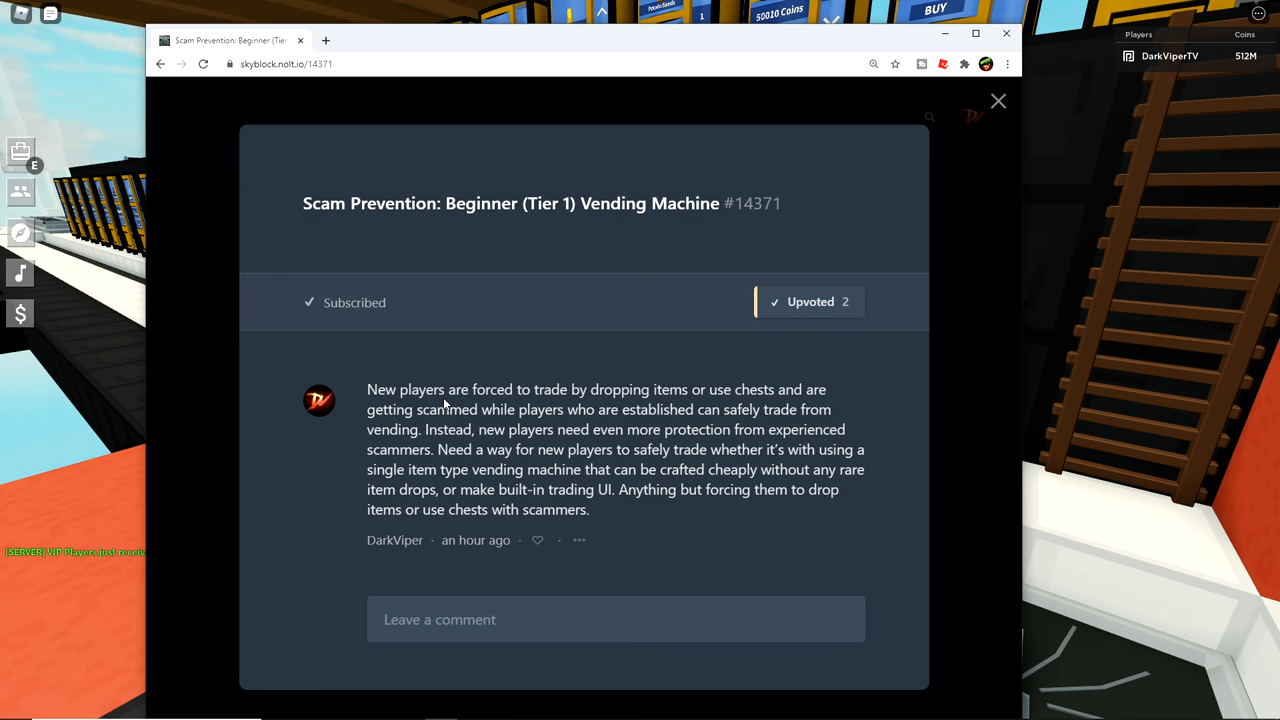 Potato Seeds
1
50010 Coins
BUY
Scam Prevention: Beginner (Tier
skyblock.nolt.io/14371
Players Coins
DarkViperTV 512M
E
Scam Prevention: Beginner (Tier 1) Vending Machine #14371
Subscribed
Upvoted 2
New players are forced to trade by dropping items or use chests and are
getting scammed while players who are established can safely trade from
vending. Instead, new players need even more protection from experienced
scammers. Need a way for new players to safely trade whether it's with using a
single item type vending machine that can be crafted cheaply without any rare
item drops, or make built-in trading UI. Anything but forcing them to drop
items or use chests with scammers.
DarkViper · an hour ago ·
[SERVER] VIP Players just receiv
Leave a comment